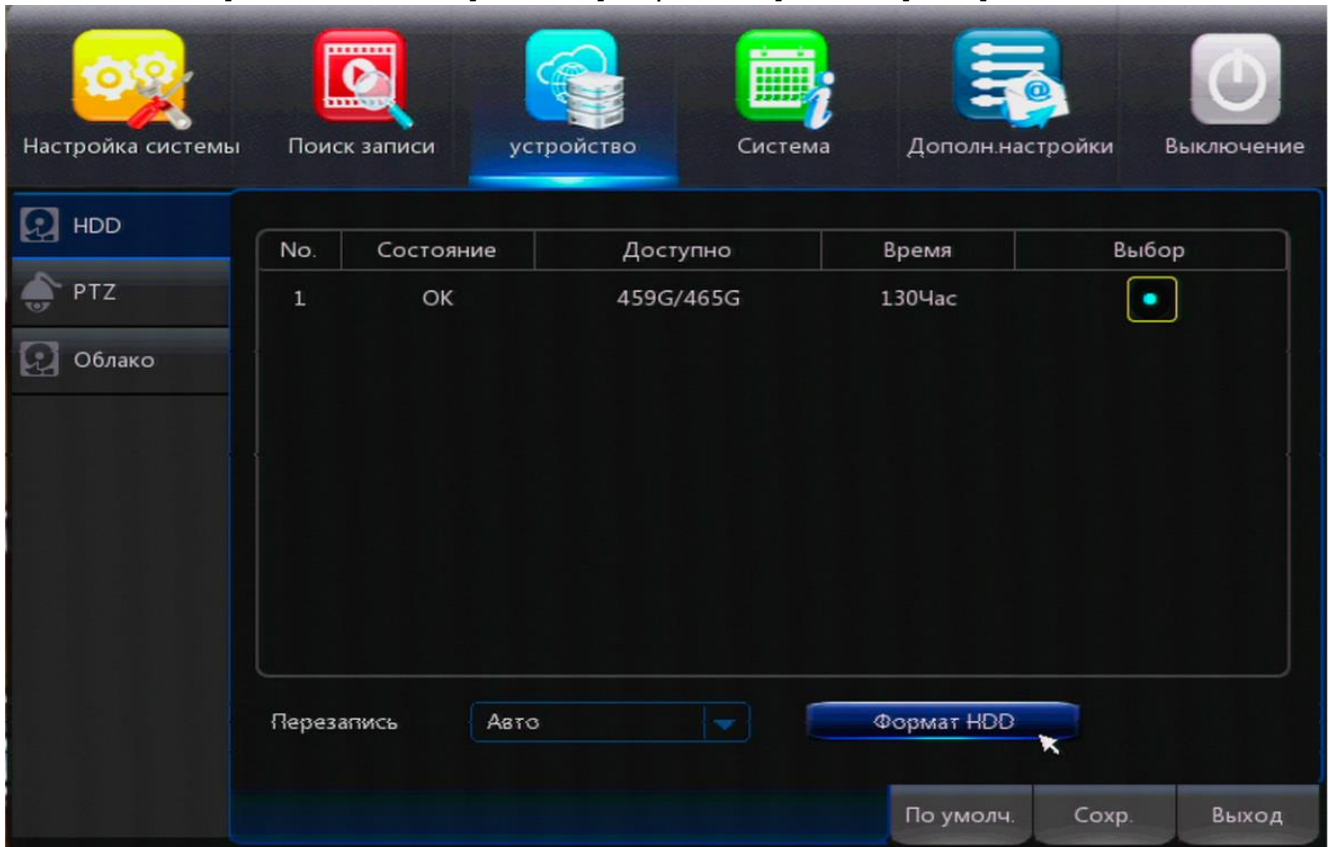 Настройка системы Поиск записи устройство Система Дополн.настройки Выключение
HDD
PTZ
Облако
No. Состояние Доступно Время Выбор
1 OK 459G/465G 130Час
Перезапись Авто Формат HDD
По умолч. Сохр. Выход